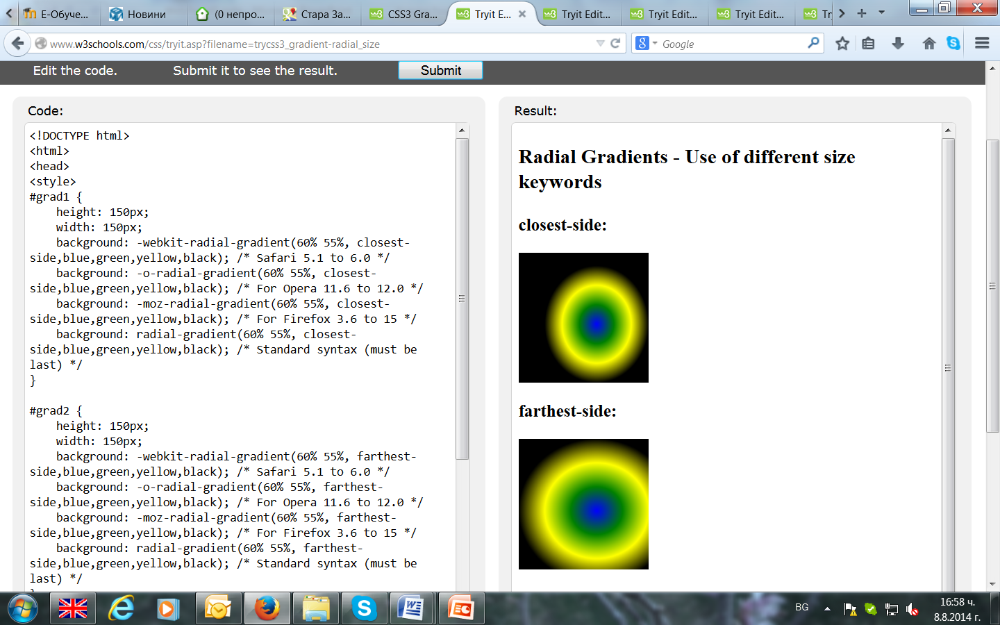 Е-Обуче...
Новини
(0 непро...
Стара За...
CSS3 Gra...
Tryit E...
Tryit Edit...
Tryit Edit...
Tryit Edit...
Tr
www.w3schools.com/css/tryit.asp?filename=trycss3_gradient-radial_size
Google
Edit the code.
Submit it to see the result.
Submit
Code:
<!DOCTYPE html>
<html>
<head>
<style>
#grad1 {
    height: 150px;
    width: 150px;
    background: -webkit-radial-gradient(60% 55%, closest-
side,blue,green,yellow,black); /* Safari 5.1 to 6.0 */
    background: -o-radial-gradient(60% 55%, closest-
side,blue,green,yellow,black); /* For Opera 11.6 to 12.0 */
    background: -moz-radial-gradient(60% 55%, closest-
side,blue,green,yellow,black); /* For Firefox 3.6 to 15 */
    background: radial-gradient(60% 55%, closest-
side,blue,green,yellow,black); /* Standard syntax (must be
last) */
}
#grad2 {
    height: 150px;
    width: 150px;
    background: -webkit-radial-gradient(60% 55%, farthest-
side,blue,green,yellow,black); /* Safari 5.1 to 6.0 */
    background: -o-radial-gradient(60% 55%, farthest-
side,blue,green,yellow,black); /* For Opera 11.6 to 12.0 */
    background: -moz-radial-gradient(60% 55%, farthest-
side,blue,green,yellow,black); /* For Firefox 3.6 to 15 */
    background: radial-gradient(60% 55%, farthest-
side,blue,green,yellow,black); /* Standard syntax (must be
last) */
Result:
Radial Gradients - Use of different size
keywords
closest-side:
farthest-side:
BG
16:58 ч.
8.8.2014 г.